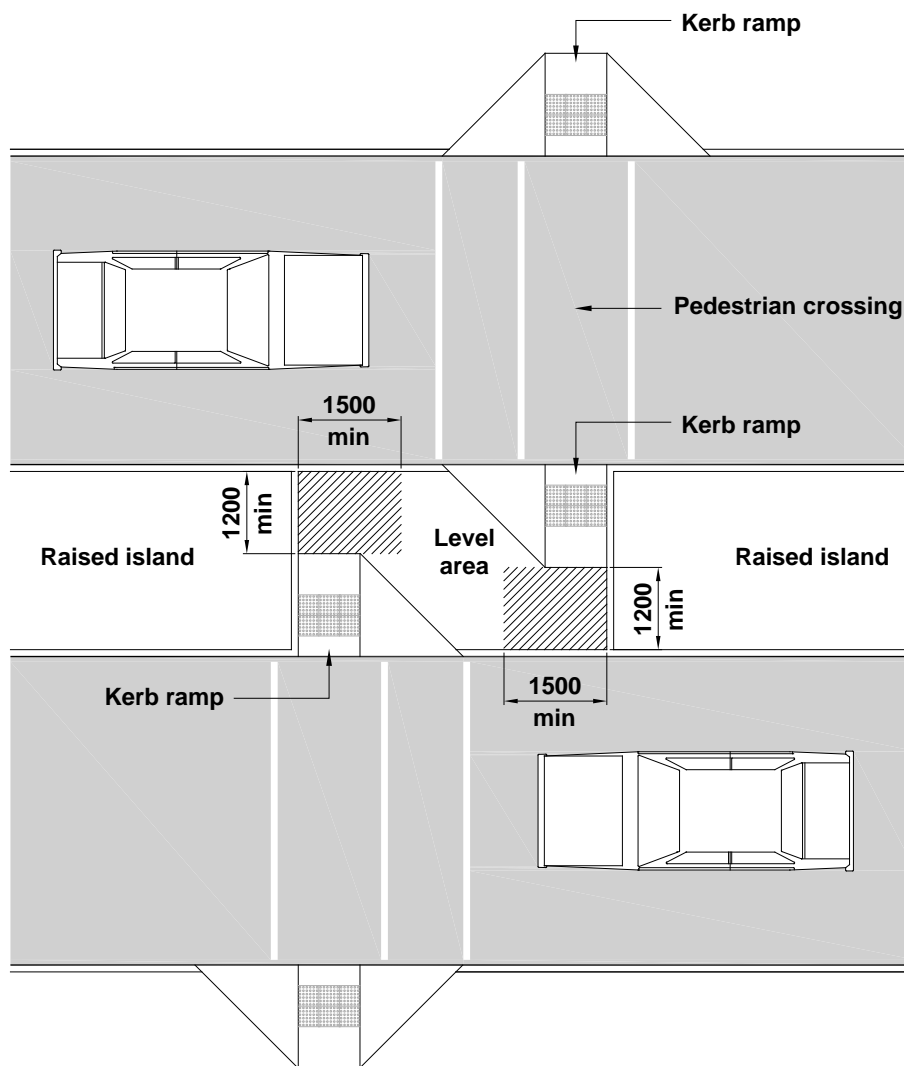 Kerb ramp
Pedestrian crossing
1500
min
Kerb ramp
1200
min
Raised island
Level
area
Raised island
1200
min
Kerb ramp
1500
min